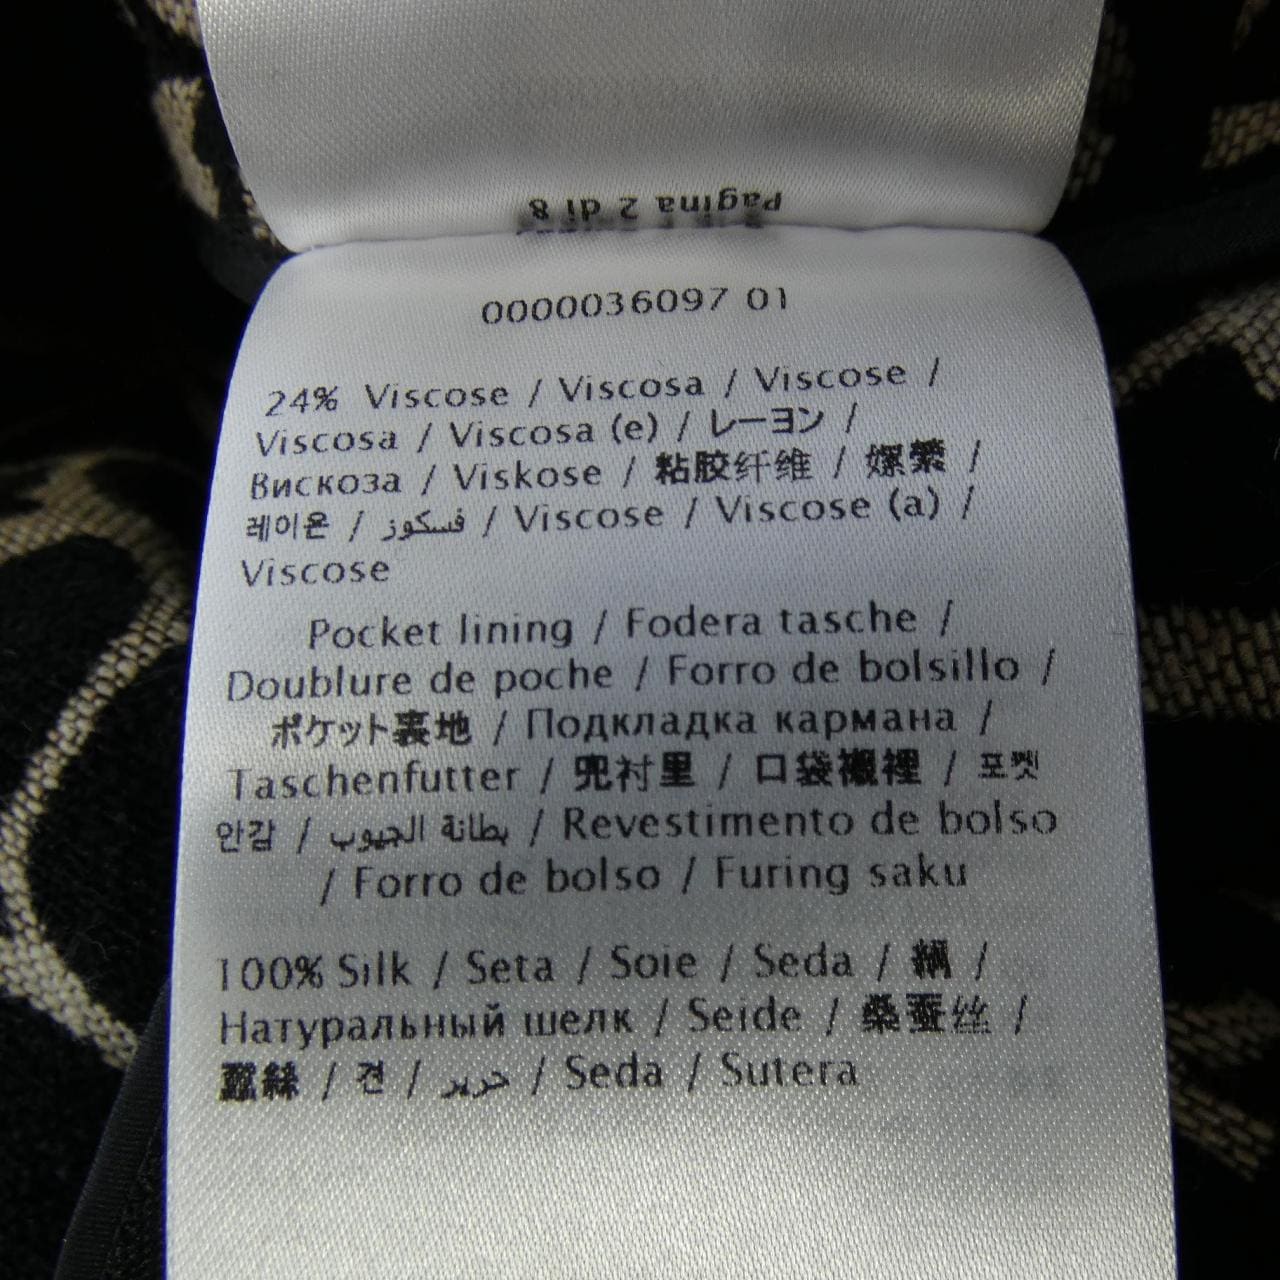 Pagina 2 di 8
0000036097 01
24% Viscose / Viscosa / Viscose /
Viscosa / Viscosa (e) / レーヨン /
Вискоза / Viskose / 粘胶纤维 / 嫘縈 /
레이온 / فسكوز / Viscose / Viscose (a) /
Viscose
Pocket lining / Fodera tasche /
Doublure de poche / Forro de bolsillo /
ポケット裏地 / Подкладка кармана /
Taschenfutter / 兜衬里 / 口袋襯裡 / 포켓
안감 / بطانة الجيوب / Revestimento de bolso
/ Forro de bolso / Furing saku
100% Silk / Seta / Soie / Seda / 絹 /
Натуральный шелк / Seide / 桑蚕丝 /
蠶絲 / 견 / حرير / Seda / Sutera